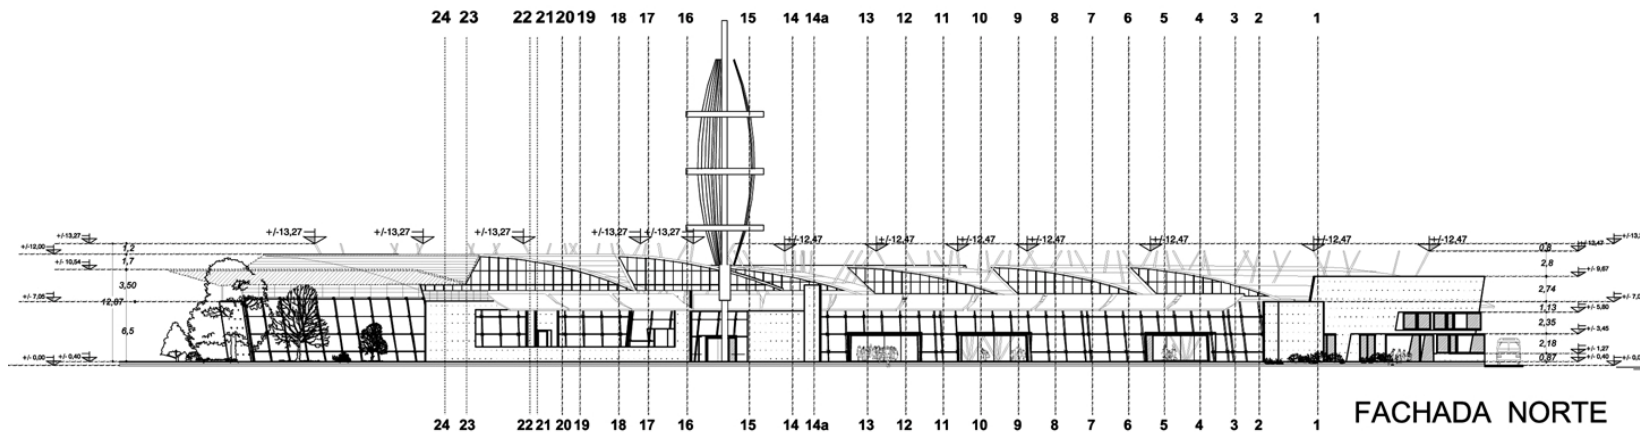 24 23 22 21 20 19 18 17 16 15 14 14a 13 12 11 10 9 8 7 6 5 4 3 2 1
+/-13,27 +/-13,27 +/-13,27 +/-13,27 +/-13,27 +/-12,47 +/-12,47 +/-12,47 +/-12,47 +/-12,47 +/-12,47 +/-12,47
+/-12,00 1,2 0,8
1,7 2,8
+/- 10,54 +/- 9,67
3,50 2,74
+/- 7,05 12,87
1,13 +/- 5,80
6,5 2,35 +/- 3,45
2,18 +/- 1,27
+/- 0,00 +/- 0,40 0,87 +/- 0,40
24 23 22 21 20 19 18 17 16 15 14 14a 13 12 11 10 9 8 7 6 5 4 3 2 1
FACHADA NORTE